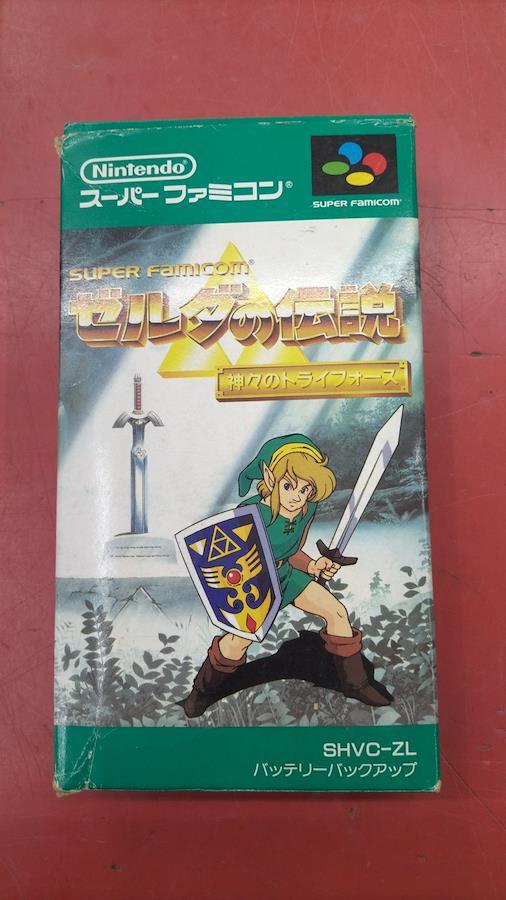 Nintendo®
スーパーファミコン®
SUPER FAMICOM®
SUPER FAMICOM®
ゼルダの伝説
神々のトライフォース
SHVC-ZL
バッテリーバックアップ